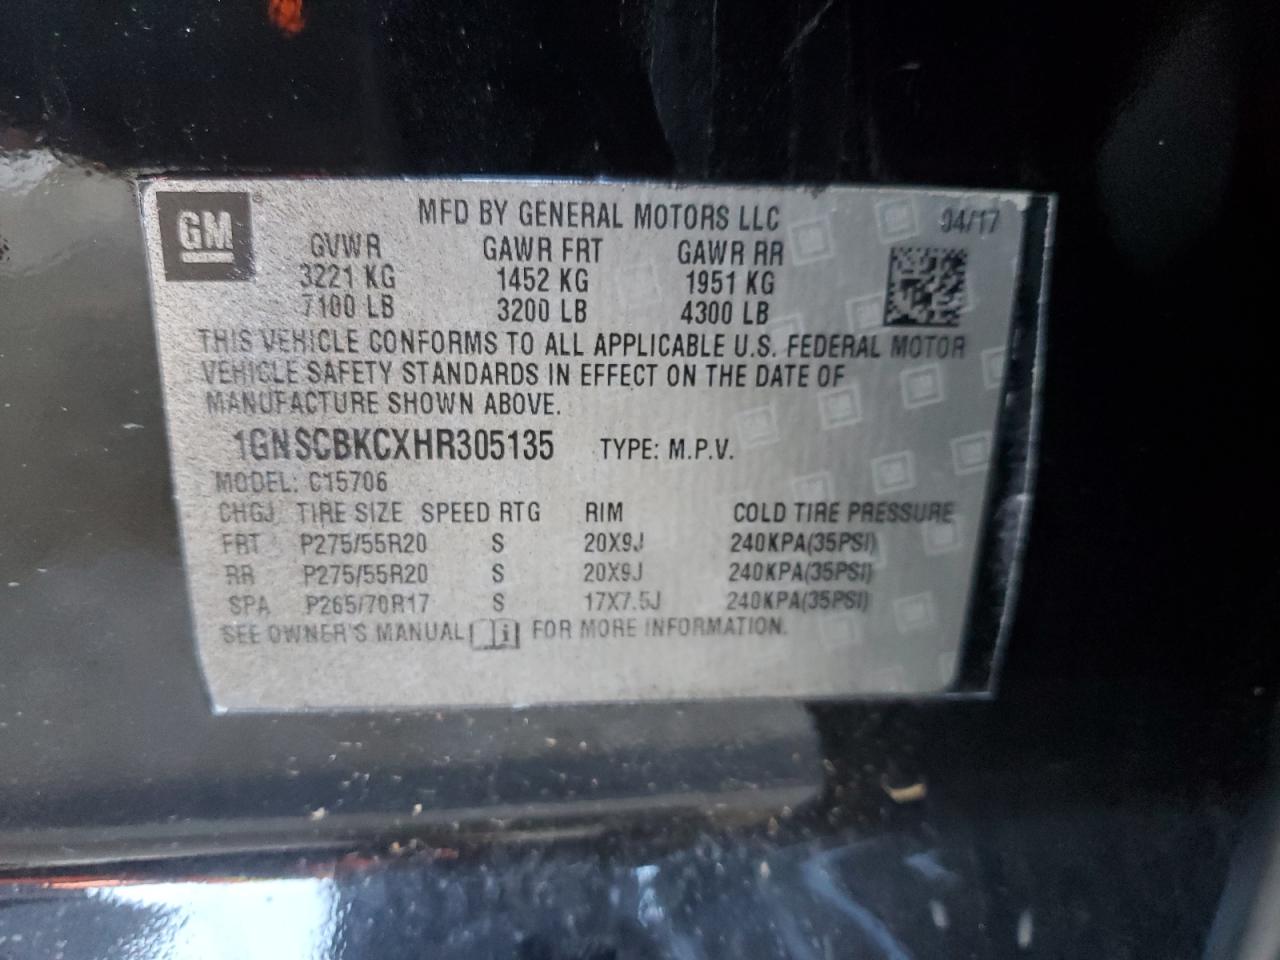 GM MFD BY GENERAL MOTORS LLC 04/17
GVWR GAWR FRT GAWR RR
3221 KG 1452 KG 1951 KG
7100 LB 3200 LB 4300 LB
THIS VEHICLE CONFORMS TO ALL APPLICABLE U.S. FEDERAL MOTOR
VEHICLE SAFETY STANDARDS IN EFFECT ON THE DATE OF
MANUFACTURE SHOWN ABOVE.
1GNSCBKCXHR305135 TYPE: M.P.V.
MODEL: C15706
CHGJ TIRE SIZE SPEED RTG RIM COLD TIRE PRESSURE
FRT P275/55R20 S 20X9J 240KPA(35PSI)
RR P275/55R20 S 20X9J 240KPA(35PSI)
SPA P265/70R17 S 17X7.5J 240KPA(35PSI)
SEE OWNER'S MANUAL i FOR MORE INFORMATION.